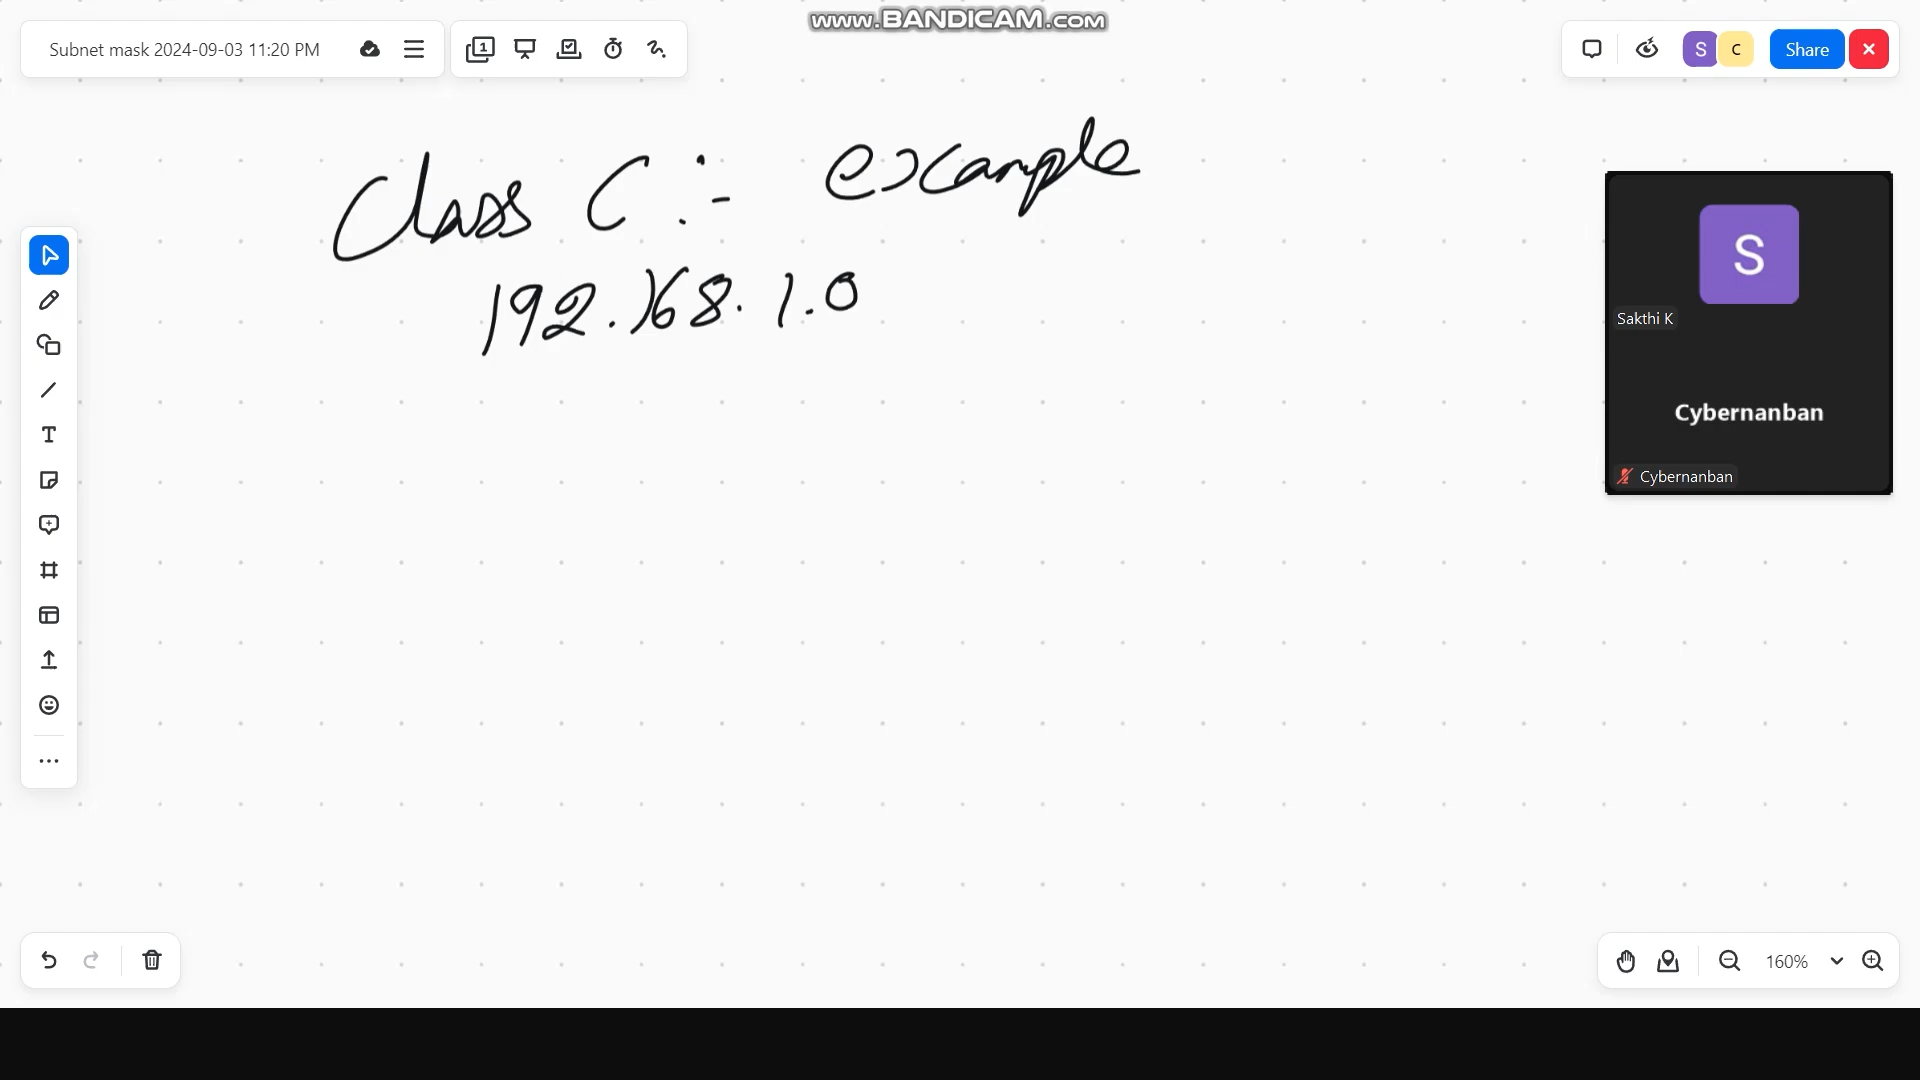 www.BANDICAM.com
Subnet mask 2024-09-03 11:20 PM
1
S
C
Share
Class C :- example
192.168.1.0
S
Sakthi K
Cybernanban
Cybernanban
T
160%